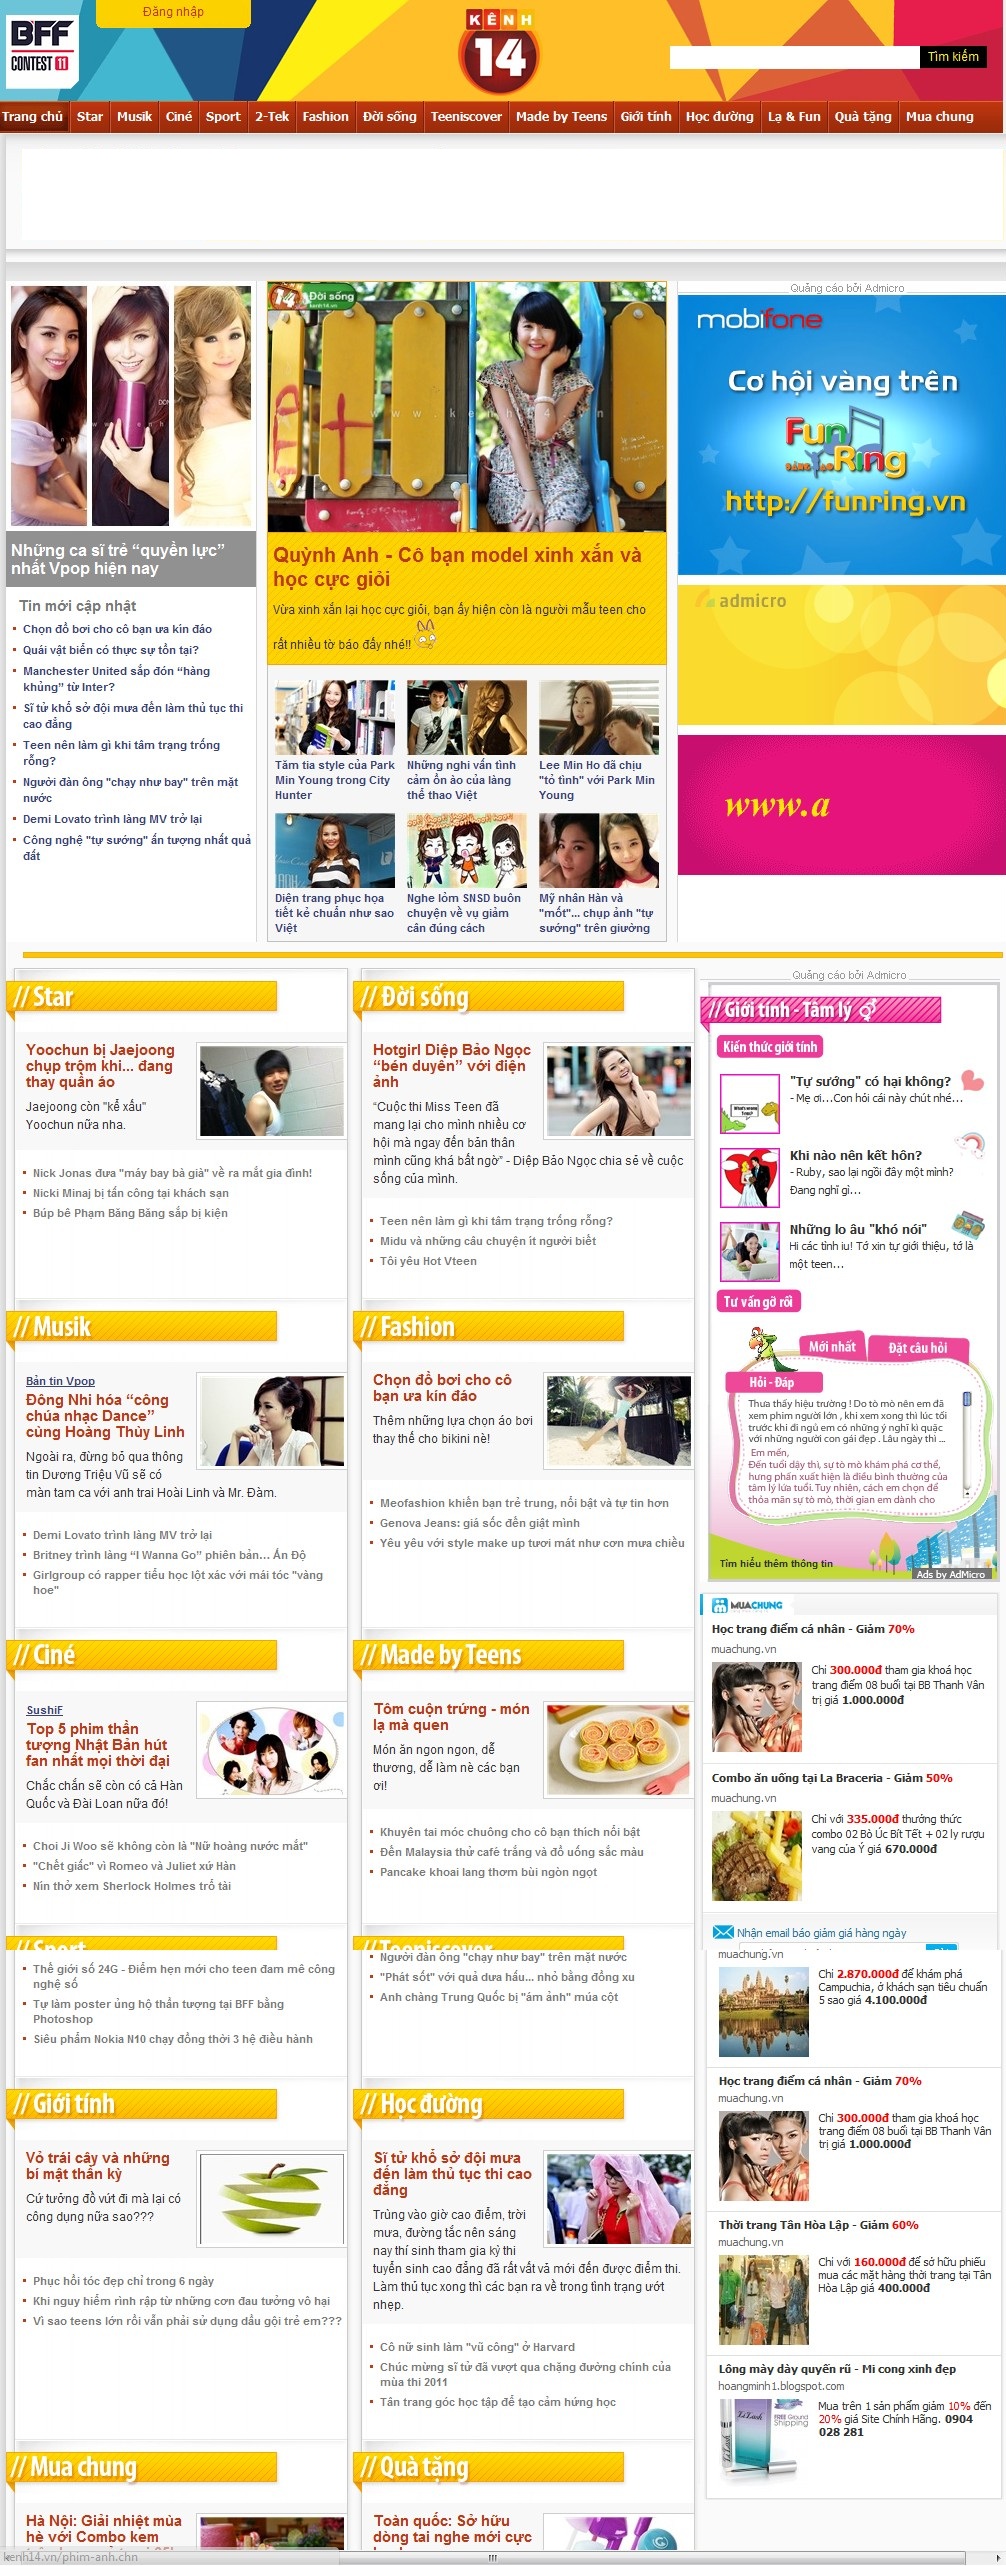 BFF
CONTEST 11
Đăng nhập
KÊNH
14
Tìm kiếm
Trang chủ Star Musik Ciné Sport 2-Tek Fashion Đời sống Teeniscover Made by Teens Giới tính Học đường Lạ & Fun Quà tặng Mua chung
Những ca sĩ trẻ “quyền lực”
nhất Vpop hiện nay
Tin mới cập nhật
Chọn đồ bơi cho cô bạn ưa kín đáo
Quái vật biển có thực sự tồn tại?
Manchester United sắp đón “hàng
khủng” từ Inter?
Sĩ tử khổ sở đội mưa đến làm thủ tục thi
cao đẳng
Teen nên làm gì khi tâm trạng trống
rỗng?
Người đàn ông "chạy như bay" trên mặt
nước
Demi Lovato trình làng MV trở lại
Công nghệ "tự sướng" ấn tượng nhất quả
đất
14 Đời sống
kenh14.vn
www.kenh14.vn
Quỳnh Anh - Cô bạn model xinh xắn và
học cực giỏi
Vừa xinh xắn lại học cực giỏi, bạn ấy hiện còn là người mẫu teen cho
rất nhiều tờ báo đấy nhé!!
Tăm tia style của Park
Min Young trong City
Hunter
Những nghi vấn tình
cảm ồn ào của làng
thể thao Việt
Lee Min Ho đã chịu
"tỏ tình" với Park Min
Young
Diện trang phục họa
tiết kẻ chuẩn như sao
Việt
Nghe lỏm SNSD buôn
chuyện về vụ giảm
cân đúng cách
Mỹ nhân Hàn và
"mốt"... chụp ảnh "tự
sướng" trên giường
Quảng cáo bởi Admicro
mobifone
Cơ hội vàng trên
FunRing
http://funring.vn
admicro
www.a
// Star
Yoochun bị Jaejoong
chụp trộm khi... đang
thay quần áo
Jaejoong còn "kể xấu"
Yoochun nữa nha.
Nick Jonas đưa "máy bay bà già" về ra mắt gia đình!
Nicki Minaj bị tấn công tại khách sạn
Búp bê Phạm Băng Băng sắp bị kiện
// Đời sống
Hotgirl Diệp Bảo Ngọc
“bén duyên” với điện
ảnh
“Cuộc thi Miss Teen đã
mang lại cho mình nhiều cơ
hội mà ngay đến bản thân
mình cũng khá bất ngờ” - Diệp Bảo Ngọc chia sẽ về cuộc
sống của mình.
Teen nên làm gì khi tâm trạng trống rỗng?
Midu và những câu chuyện ít người biết
Tôi yêu Hot Vteen
// Musik
Bản tin Vpop
Đông Nhi hóa “công
chúa nhạc Dance”
cùng Hoàng Thùy Linh
Ngoài ra, đừng bỏ qua thông
tin Dương Triệu Vũ sẽ có
màn tam ca với anh trai Hoài Linh và Mr. Đàm.
Demi Lovato trình làng MV trở lại
Britney trình làng “I Wanna Go” phiên bản... Ấn Độ
Girlgroup có rapper tiểu học lột xác với mái tóc "vàng
hoe"
// Fashion
Chọn đồ bơi cho cô
bạn ưa kín đáo
Thêm những lựa chọn áo bơi
thay thế cho bikini nè!
Meofashion khiến bạn trẻ trung, nổi bật và tự tin hơn
Genova Jeans: giá sốc đến giật mình
Yêu yêu với style make up tươi mát như cơn mưa chiều
// Ciné
SushiF
Top 5 phim thần
tượng Nhật Bản hút
fan nhất mọi thời đại
Chắc chắn sẽ còn có cả Hàn
Quốc và Đài Loan nữa đó!
Choi Ji Woo sẽ không còn là "Nữ hoàng nước mắt"
"Chết giấc" vì Romeo và Juliet xứ Hàn
Nín thở xem Sherlock Holmes trổ tài
// Made by Teens
Tôm cuộn trứng - món
lạ mà quen
Món ăn ngon ngon, dễ
thương, dễ làm nè các bạn
ơi!
Khuyên tai móc chuông cho cô bạn thích nổi bật
Đến Malaysia thử café trắng và đồ uống sắc màu
Pancake khoai lang thơm bùi ngòn ngọt
// Sport
Thế giới số 24G - Điểm hẹn mới cho teen đam mê công
nghệ số
Tự làm poster ủng hộ thần tượng tại BFF bằng
Photoshop
Siêu phẩm Nokia N10 chạy đồng thời 3 hệ điều hành
// Teeniscover
Người đàn ông "chạy như bay" trên mặt nước
"Phát sốt" với quả dưa hấu... nhỏ bằng đồng xu
Anh chàng Trung Quốc bị "ám ảnh" múa cột
// Giới tính
Vỏ trái cây và những
bí mật thần kỳ
Cứ tưởng đồ vứt đi mà lại có
công dụng nữa sao???
Phục hồi tóc đẹp chỉ trong 6 ngày
Khi nguy hiểm rình rập từ những cơn đau tưởng vô hại
Vì sao teens lớn rồi vẫn phải sử dụng dầu gội trẻ em???
// Học đường
Sĩ tử khổ sở đội mưa
đến làm thủ tục thi cao
đẳng
Trùng vào giờ cao điểm, trời
mưa, đường tắc nên sáng
nay thí sinh tham gia kỳ thi
tuyển sinh cao đẳng đã rất vất vả mới đến được điểm thi.
Làm thủ tục xong thì các bạn ra về trong tình trạng ướt
nhẹp.
Cô nữ sinh làm "vũ công" ở Harvard
Chúc mừng sĩ tử đã vượt qua chặng đường chinh của
mùa thi 2011
Tân trang góc học tập để tạo cảm hứng học
// Mua chung
Hà Nội: Giải nhiệt mùa
hè với Combo kem
// Quà tặng
Toàn quốc: Sở hữu
dòng tai nghe mới cực
Quảng cáo bởi Admicro
// Giới tính - Tâm lý
Kiến thức giới tính
"Tự sướng" có hại không?
- Mẹ ơi...Con hỏi cái này chút nhé...
Khi nào nên kết hôn?
- Ruby, sao lại ngồi đây một mình?
Đang nghĩ gì...
Những lo âu "khó nói"
Hi các tình iu! Tớ xin tự giới thiệu, tớ là
một teen...
Tư vấn gỡ rối
Mới nhất Đặt câu hỏi
Hỏi - Đáp
Thưa thầy hiệu trưởng ! Do tò mò nên em đã
xem phim người lớn , khi xem xong thì lúc tối
trước khi đi ngủ em có những ý nghĩ kì quặc
với những người con gái đẹp . Lâu ngày thì ...
Em mến,
Đến tuổi dậy thì, sự tò mò khám phá cơ thể,
hưng phấn xuất hiện là điều bình thường của
tâm lý lứa tuổi. Tuy nhiên, cách em chọn để
thỏa mãn sự tò mò, thời gian em dành cho
Tìm hiểu thêm thông tin
Ads by AdMicro
MUACHUNG
Học trang điểm cá nhân - Giảm 70%
muachung.vn
Chỉ 300.000đ tham gia khoá học
trang điểm 08 buổi tại BB Thanh Vân
trị giá 1.000.000đ
Combo ăn uống tại La Braceria - Giảm 50%
muachung.vn
Chỉ với 335.000đ thưởng thức
combo 02 Bò Úc Bít Tết + 02 ly rượu
vang của Ý giá 670.000đ
Nhận email báo giảm giá hàng ngày
muachung.vn
Chỉ 2.870.000đ để khám phá
Campuchia, ở khách sạn tiêu chuẩn
5 sao giá 4.100.000đ
Học trang điểm cá nhân - Giảm 70%
muachung.vn
Chỉ 300.000đ tham gia khoá học
trang điểm 08 buổi tại BB Thanh Vân
trị giá 1.000.000đ
Thời trang Tân Hòa Lập - Giảm 60%
muachung.vn
Chỉ với 160.000đ để sở hữu phiếu
mua các mặt hàng thời trang tại Tân
Hòa Lập giá 400.000đ
Lông mày dày quyến rũ - Mi cong xinh đẹp
hoangminh1.blogspot.com
FREE Ground
Shipping
LiLash
Mua trên 1 sản phẩm giảm 10% đến
20% giá Site Chính Hãng. 0904
028 281
kenh14.vn/phim-anh.chn